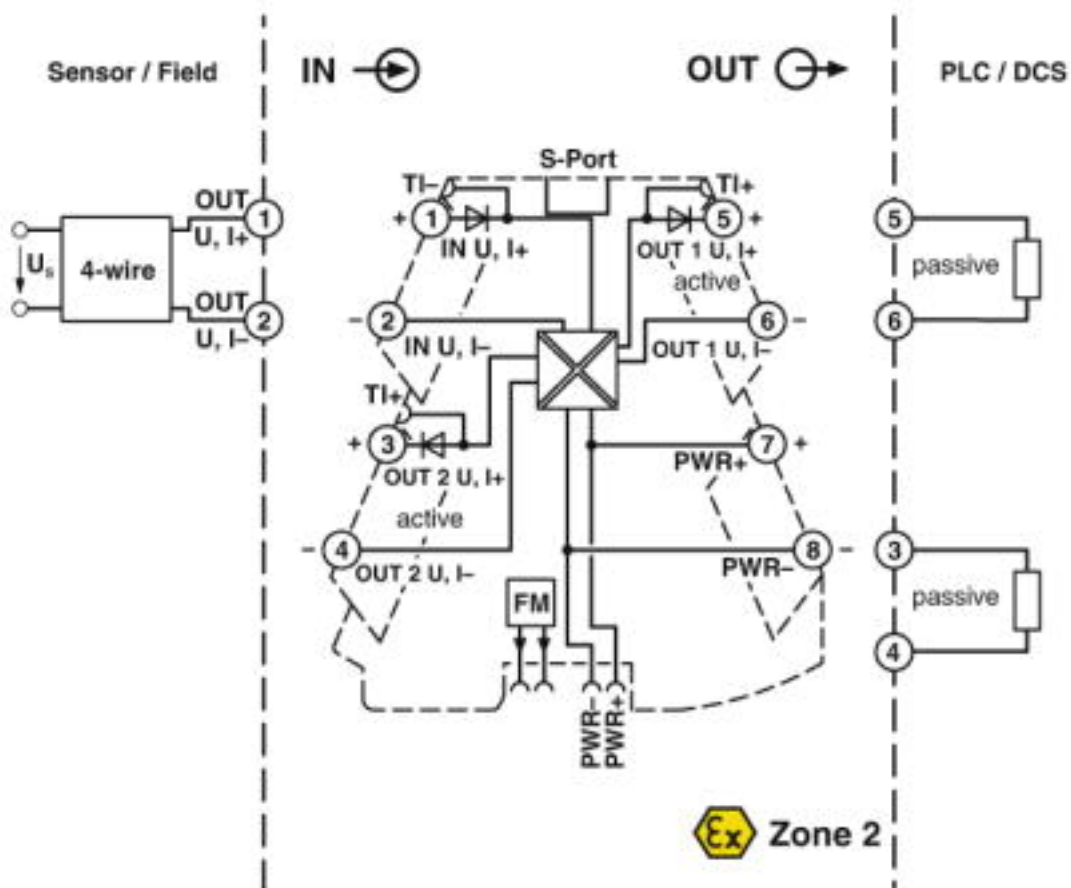 Sensor / Field
IN
OUT
PLC / DCS
S-Port
TI–
TI+
OUT
1
U, I+
+
1
IN U, I+
5
+
OUT 1 U, I+
active
5
passive
6
Us
4-wire
OUT
2
U, I–
–
2
IN U, I–
6
–
OUT 1 U, I–
TI+
+
3
OUT 2 U, I+
active
7
+
PWR+
–
4
OUT 2 U, I–
8
–
PWR–
3
passive
4
FM
PWR–
PWR+
Ex
Zone 2